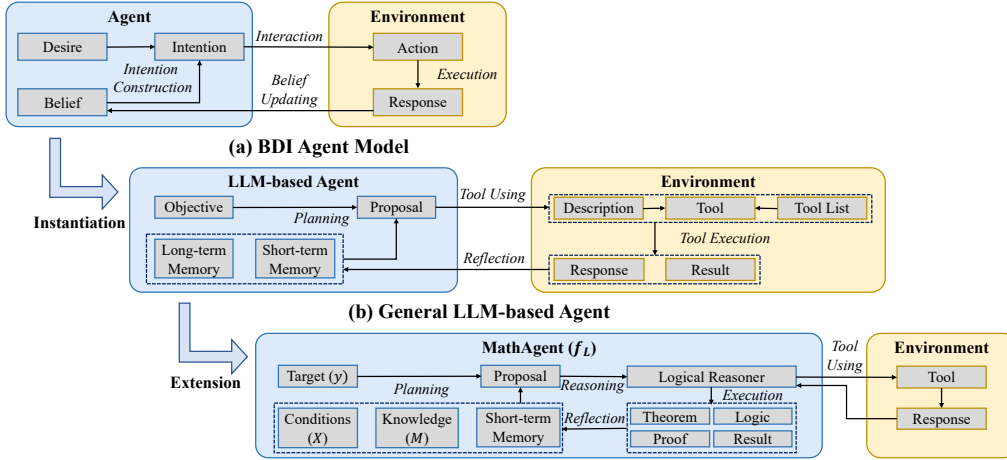 Agent
Environment
Desire
Intention
Interaction
Action
Intention
Construction
Belief
Updating
Execution
Belief
Response
(a) BDI Agent Model
Instantiation
LLM-based Agent
Environment
Objective
Planning
Proposal
Tool Using
Description
Tool
Tool List
Tool Execution
Long-term
Memory
Short-term
Memory
Reflection
Response
Result
(b) General LLM-based Agent
Extension
MathAgent (f_L)
Tool
Using
Environment
Target (y)
Planning
Proposal
Reasoning
Logical Reasoner
Tool
Execution
Conditions
(X)
Knowledge
(M)
Short-term
Memory
Reflection
Theorem
Logic
Proof
Result
Response